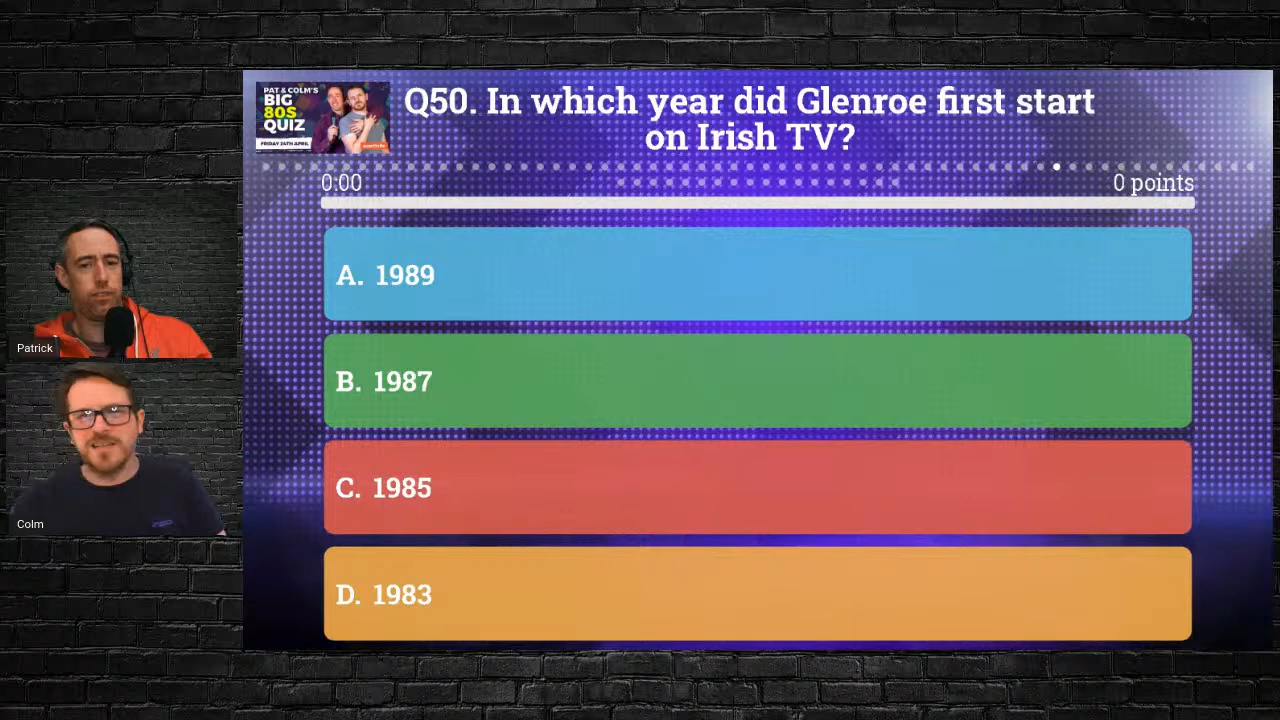 PAT & COLM'S
BIG
80S
QUIZ
FRIDAY 24TH APRIL
Q50. In which year did Glenroe first start
on Irish TV?
0:00
0 points
A. 1989
B. 1987
C. 1985
D. 1983
Patrick
Colm